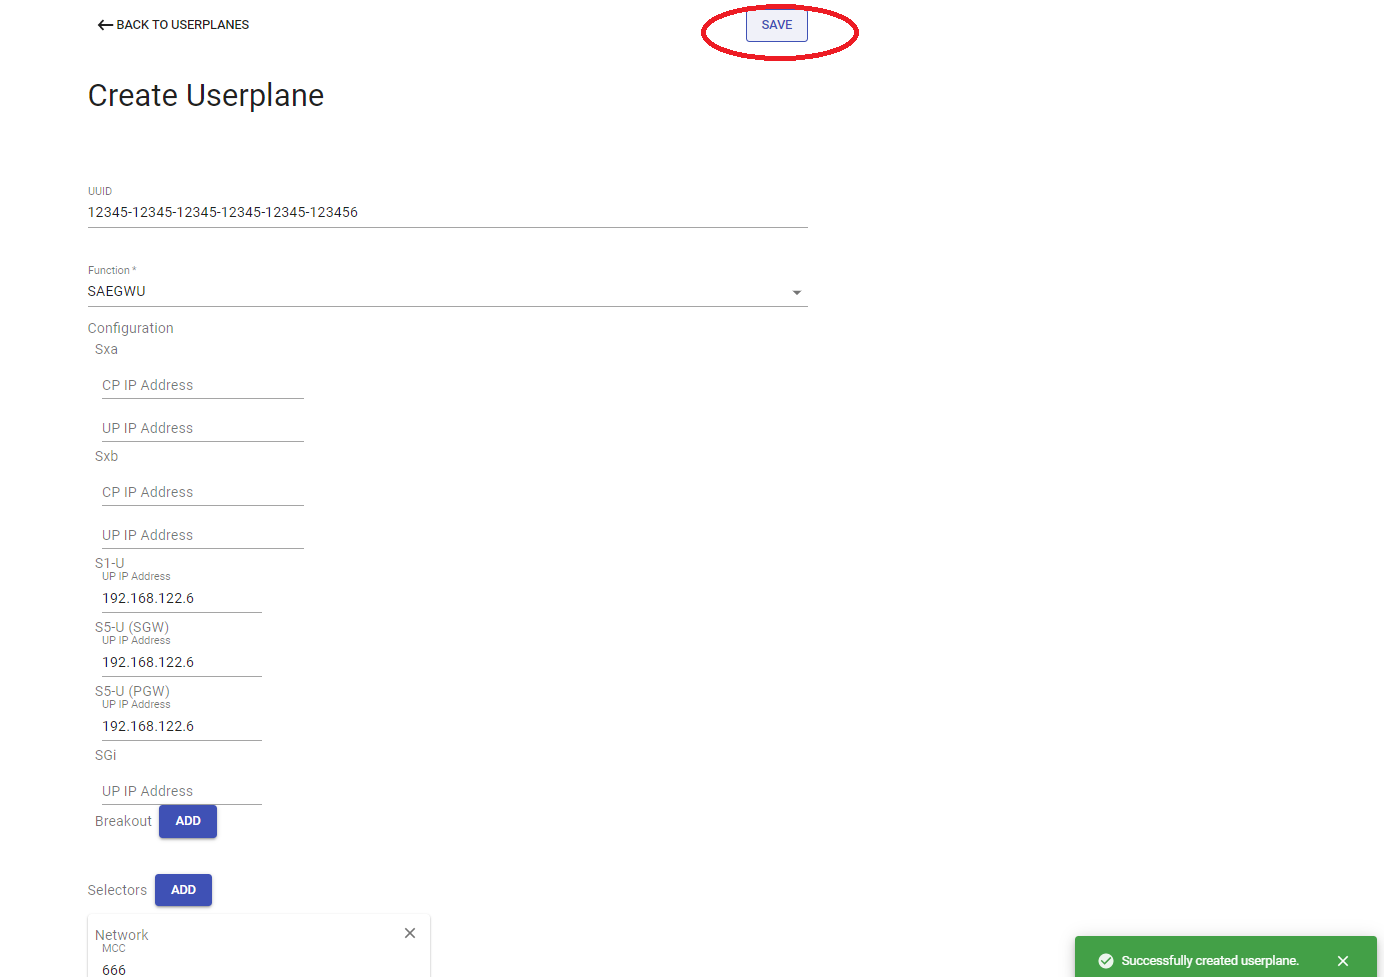 BACK TO USERPLANES
SAVE
Create Userplane
UUID
12345-12345-12345-12345-12345-123456
Function *
SAEGWU
Configuration
Sxa
CP IP Address
UP IP Address
Sxb
CP IP Address
UP IP Address
S1-U
UP IP Address
192.168.122.6
S5-U (SGW)
UP IP Address
192.168.122.6
S5-U (PGW)
UP IP Address
192.168.122.6
SGi
UP IP Address
Breakout ADD
Selectors ADD
Network
MCC
666
Successfully created userplane.